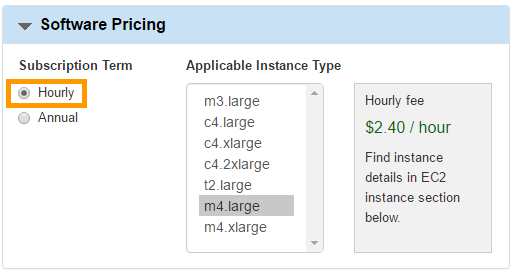 Software Pricing
Subscription Term
Hourly
Annual
Applicable Instance Type
m3.large
c4.large
c4.xlarge
c4.2xlarge
t2.large
m4.large
m4.xlarge
Hourly fee
$2.40 / hour
Find instance
details in EC2
instance section
below.